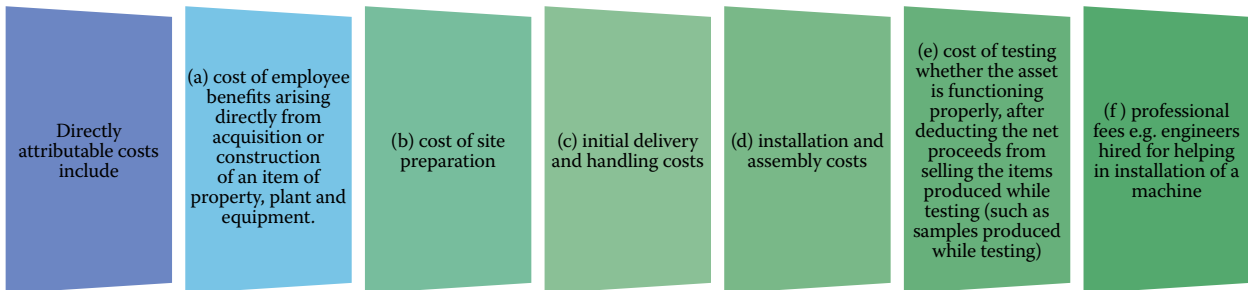 Directly
attributable costs
include
(a) cost of employee
benefits arising
directly from
acquisition or
construction
of an item of
property, plant and
equipment.
(b) cost of site
preparation
(c) initial delivery
and handling costs
(d) installation and
assembly costs
(e) cost of testing
whether the asset
is functioning
properly, after
deducting the net
proceeds from
selling the items
produced while
testing (such as
samples produced
while testing)
(f ) professional
fees e.g. engineers
hired for helping
in installation of a
machine